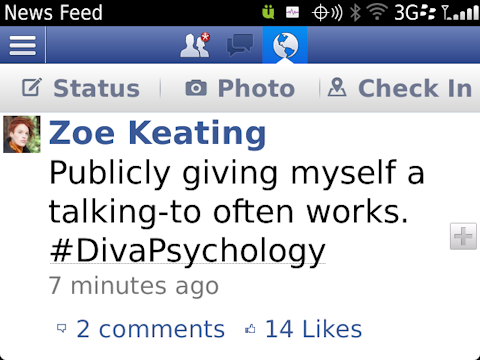 News Feed 3G
Status Photo Check In
Zoe Keating
Publicly giving myself a
talking-to often works.
#DivaPsychology
7 minutes ago
2 comments 14 Likes